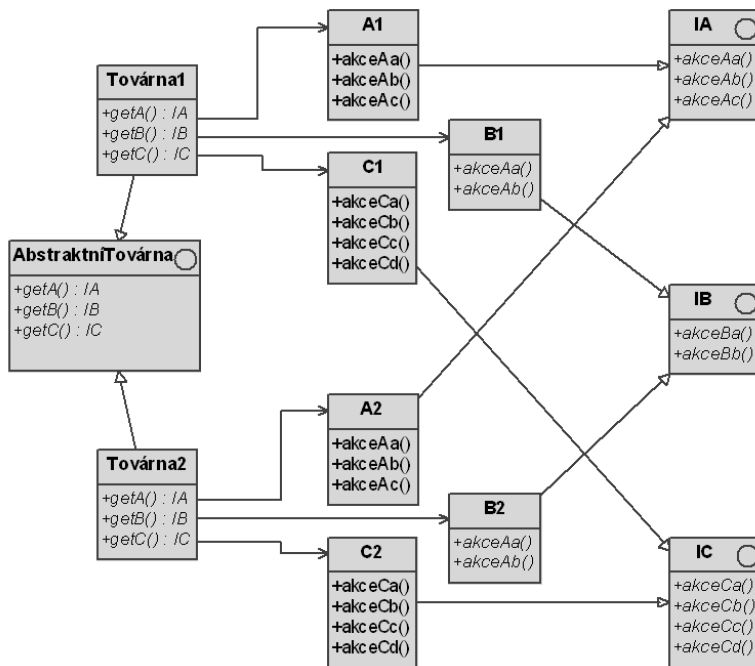 A1
+akceAa()
+akceAb()
+akceAc()
IA
+akceAa()
+akceAb()
+akceAc()
Továrna1
+getA() : IA
+getB() : IB
+getC() : IC
B1
+akceAa()
+akceAb()
C1
+akceCa()
+akceCb()
+akceCc()
+akceCd()
AbstraktníTovárna
+getA() : IA
+getB() : IB
+getC() : IC
IB
+akceBa()
+akceBb()
A2
+akceAa()
+akceAb()
+akceAc()
Továrna2
+getA() : IA
+getB() : IB
+getC() : IC
B2
+akceAa()
+akceAb()
C2
+akceCa()
+akceCb()
+akceCc()
+akceCd()
IC
+akceCa()
+akceCb()
+akceCc()
+akceCd()